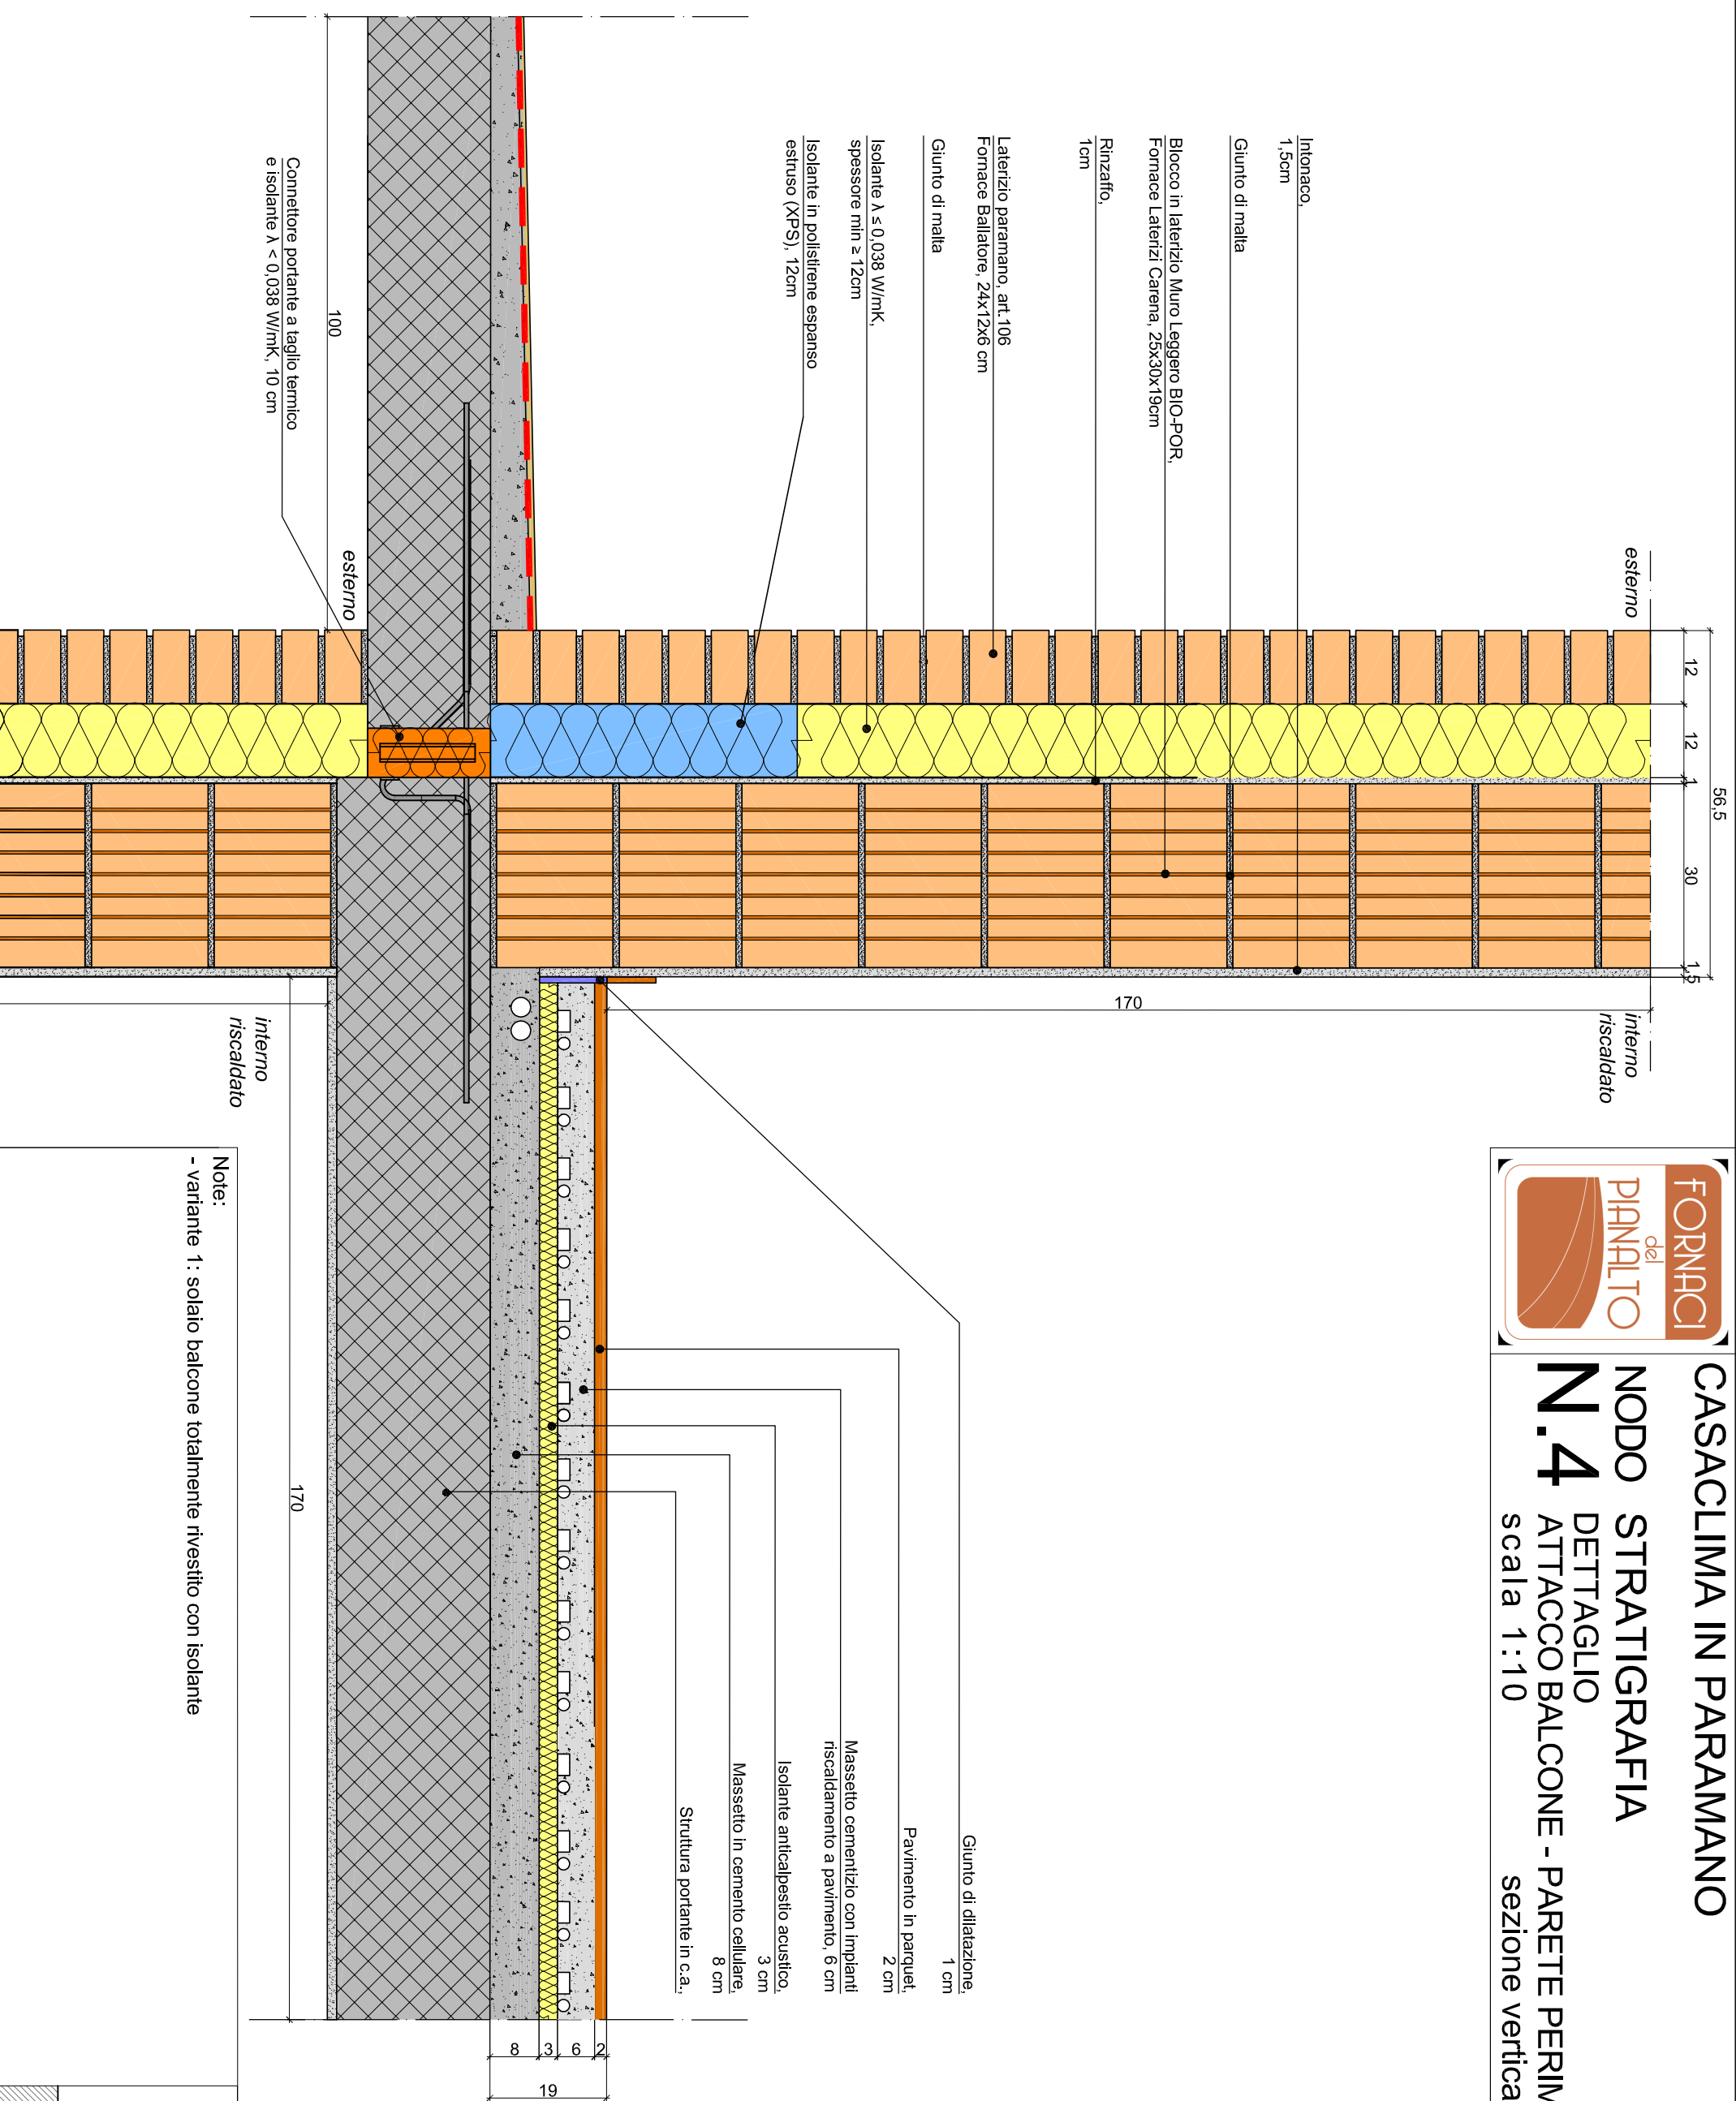 FORNACI
del
PIANALTO
CASACLIMA IN PARAMANO
NODO STRATIGRAFIA
N.4
DETTAGLIO
ATTACCO BALCONE - PARETE
scala 1:10
sezione
56,5
12
12
1
30
1,5
esterno
interno
riscaldato
170
Intonaco,
1,5cm
Giunto di malta
Blocco in laterizio Muro Leggero BIO-POR,
Fornace Laterizi Carena, 25x30x19cm
Rinzaffo,
1cm
Laterizio paramano, art.106
Fornace Ballatore, 24x12x6 cm
Giunto di malta
Isolante λ ≤ 0,038 W/mK,
spessore min ≥ 12cm
Isolante in polistirene espanso
estruso (XPS), 12cm
Giunto di dilatazione,
1 cm
Pavimento in parquet,
2 cm
Massetto cementizio con impianti
riscaldamento a pavimento, 6 cm
Isolante anticalpestio acustico,
3 cm
Massetto in cemento cellulare,
8 cm
Struttura portante in c.a.,
2
6
3
8
19
100
esterno
Connettore portante a taglio termico
e isolante λ < 0,038 W/mK, 10 cm
170
interno
riscaldato
Note:
- variante 1: solaio balcone totalmente rivestito con isolante